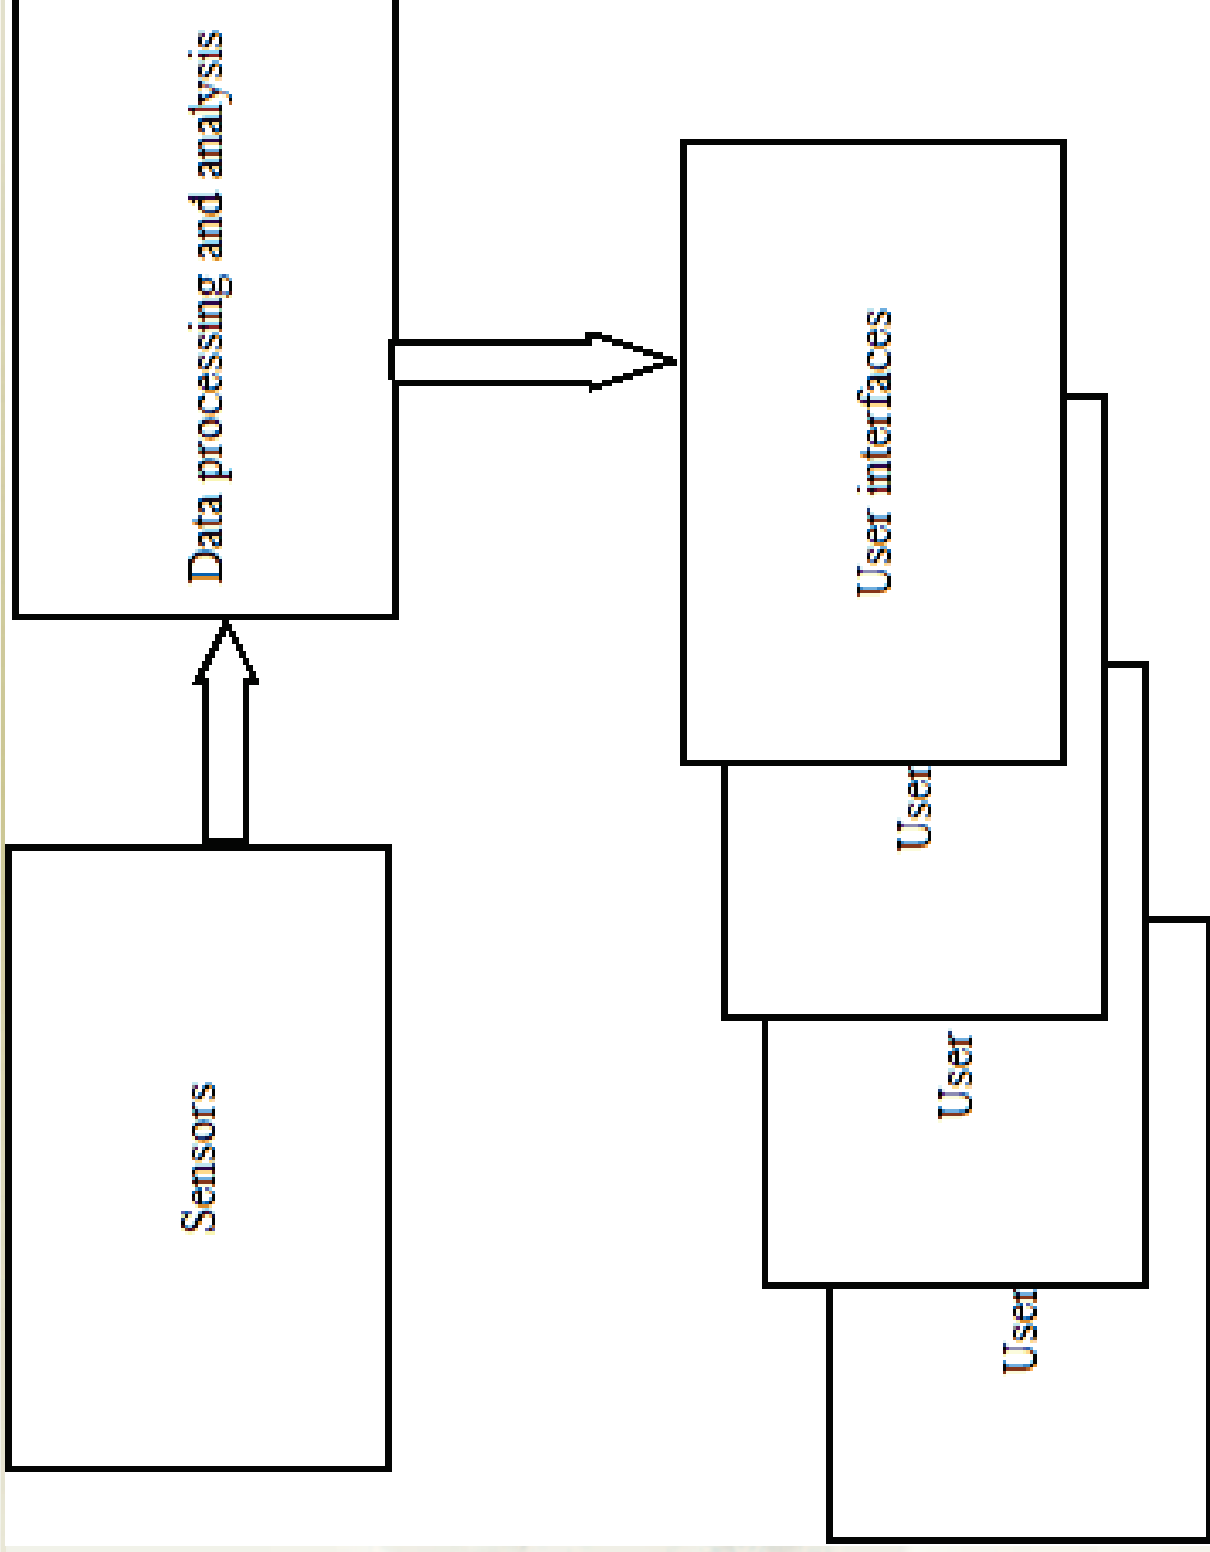 Sensors
Data processing and analysis
User interfaces
User
User
User